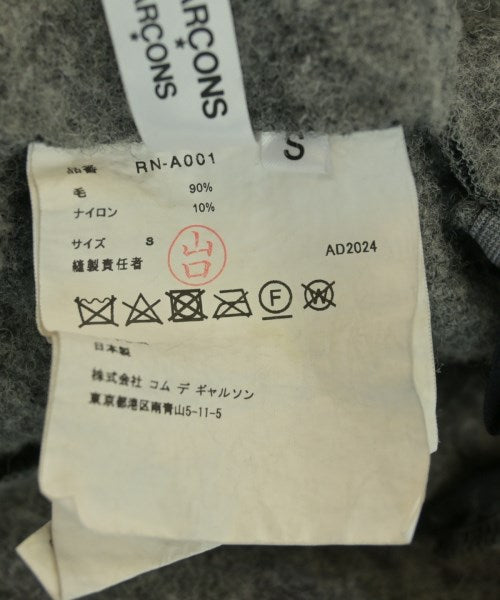 ARCONS
ARCONS
S
品番 RN-A001
毛 90%
ナイロン 10%
サイズ S
縫製責任者 山口
AD2024
F
W
日本製
株式会社 コム デ ギャルソン
東京都港区南青山5-11-5